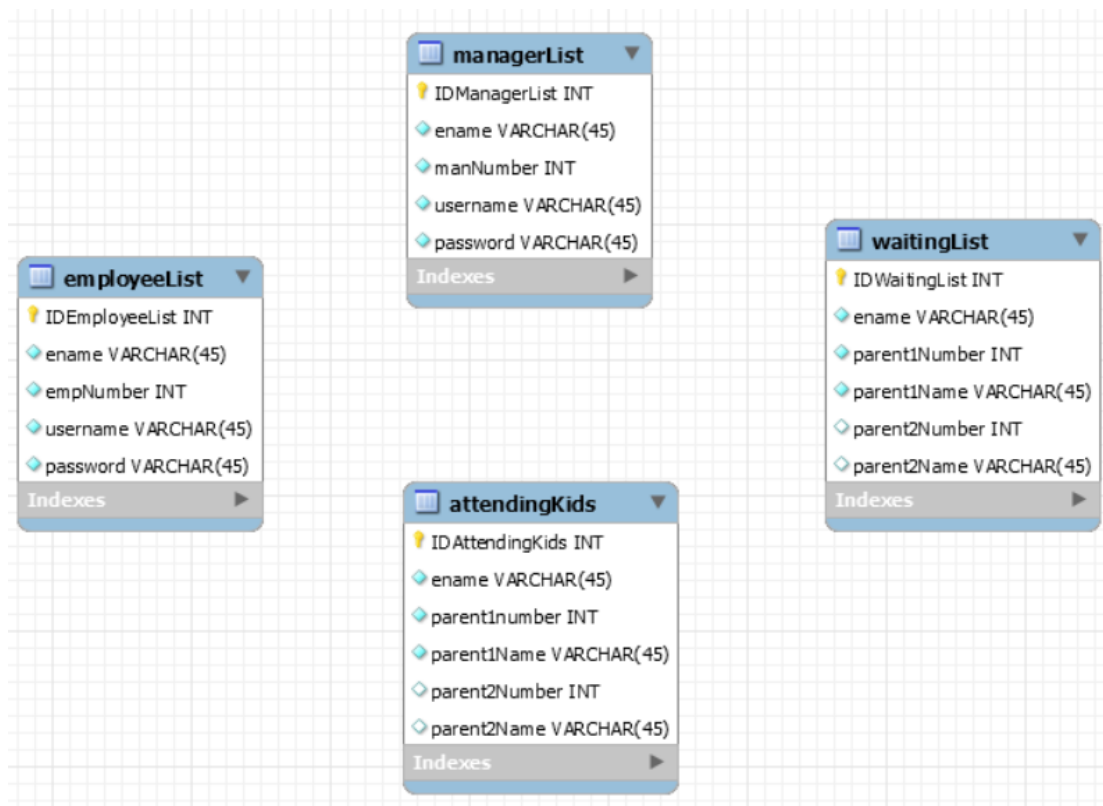 managerList
IDManagerList INT
ename VARCHAR(45)
manNumber INT
username VARCHAR(45)
password VARCHAR(45)
Indexes
employeeList
IDEmployeeList INT
ename VARCHAR(45)
empNumber INT
username VARCHAR(45)
password VARCHAR(45)
Indexes
waitingList
IDWaitingList INT
ename VARCHAR(45)
parent1Number INT
parent1Name VARCHAR(45)
parent2Number INT
parent2Name VARCHAR(45)
Indexes
attendingKids
IDAttendingKids INT
ename VARCHAR(45)
parent1number INT
parent1Name VARCHAR(45)
parent2Number INT
parent2Name VARCHAR(45)
Indexes